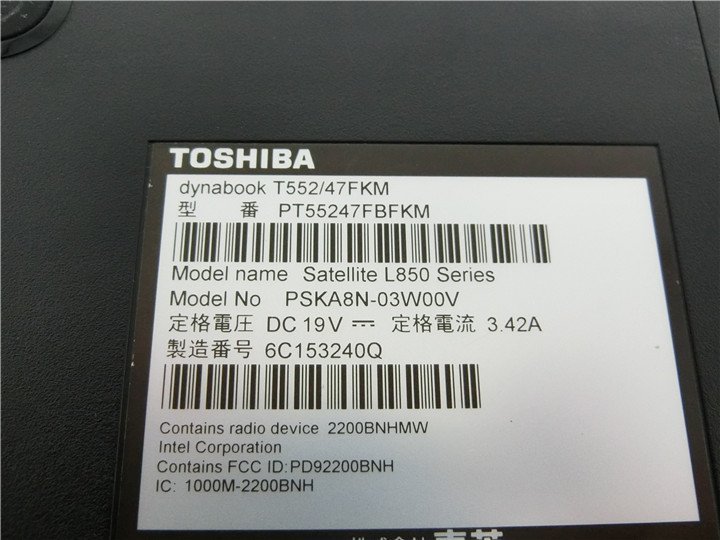 TOSHIBA
dynabook T552/47FKM
型 番 PT55247FBFKM
Model name Satellite L850 Series
Model No PSKA8N-03W00V
定格電圧 DC 19V ⎓ 定格電流 3.42A
製造番号 6C153240Q
Contains radio device 2200BNHMW
Intel Corporation
Contains FCC ID:PD92200BNH
IC: 1000M-2200BNH